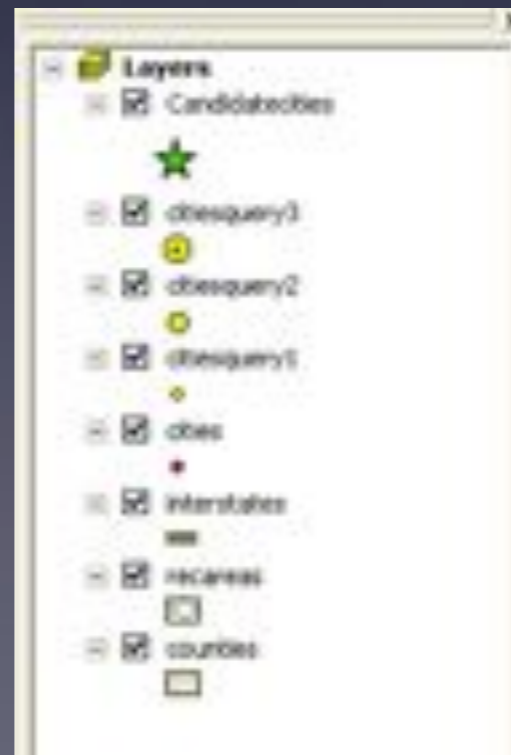 Layers
Candidatecities
citiesquery3
citiesquery2
citiesquery1
cities
interstates
recareas
counties